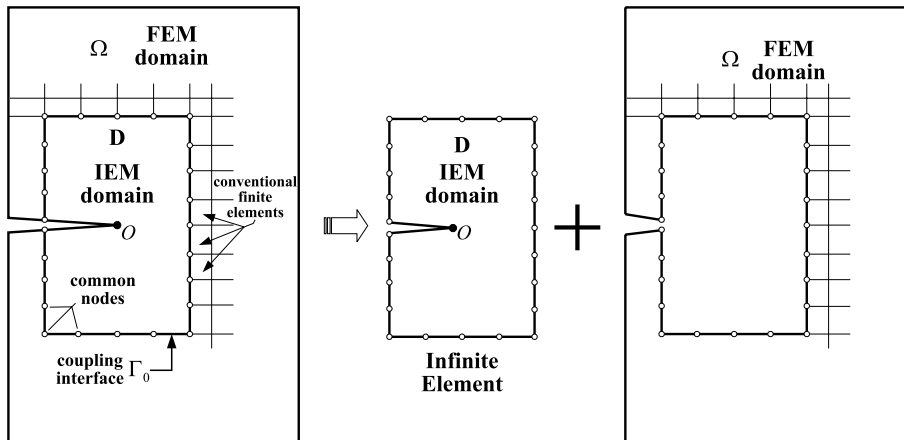 Ω FEM
domain
D
IEM
domain
conventional
finite
elements
O
common
nodes
coupling
interface Γ₀
D
IEM
domain
O
Infinite
Element
Ω FEM
domain